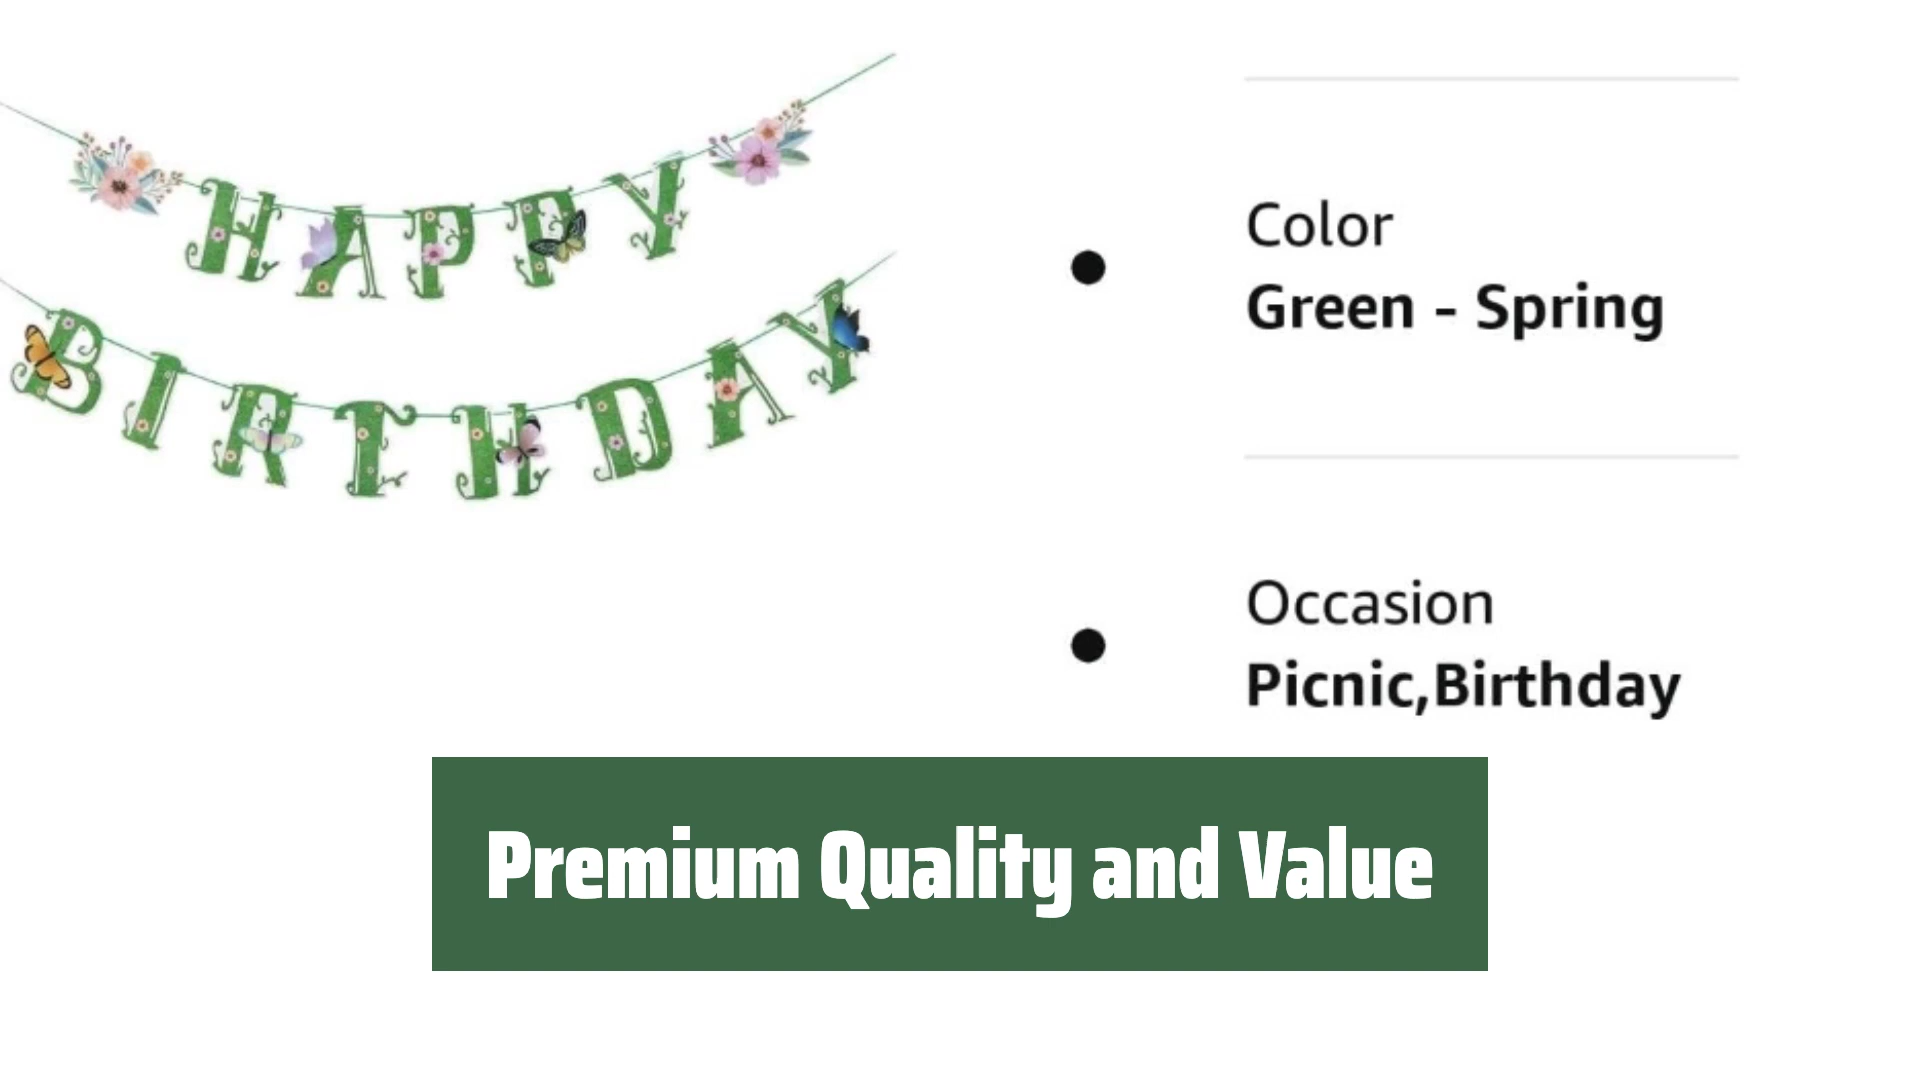 HAPPY
BIRTHDAY
Color
Green - Spring
Occasion
Picnic,Birthday
Premium Quality and Value